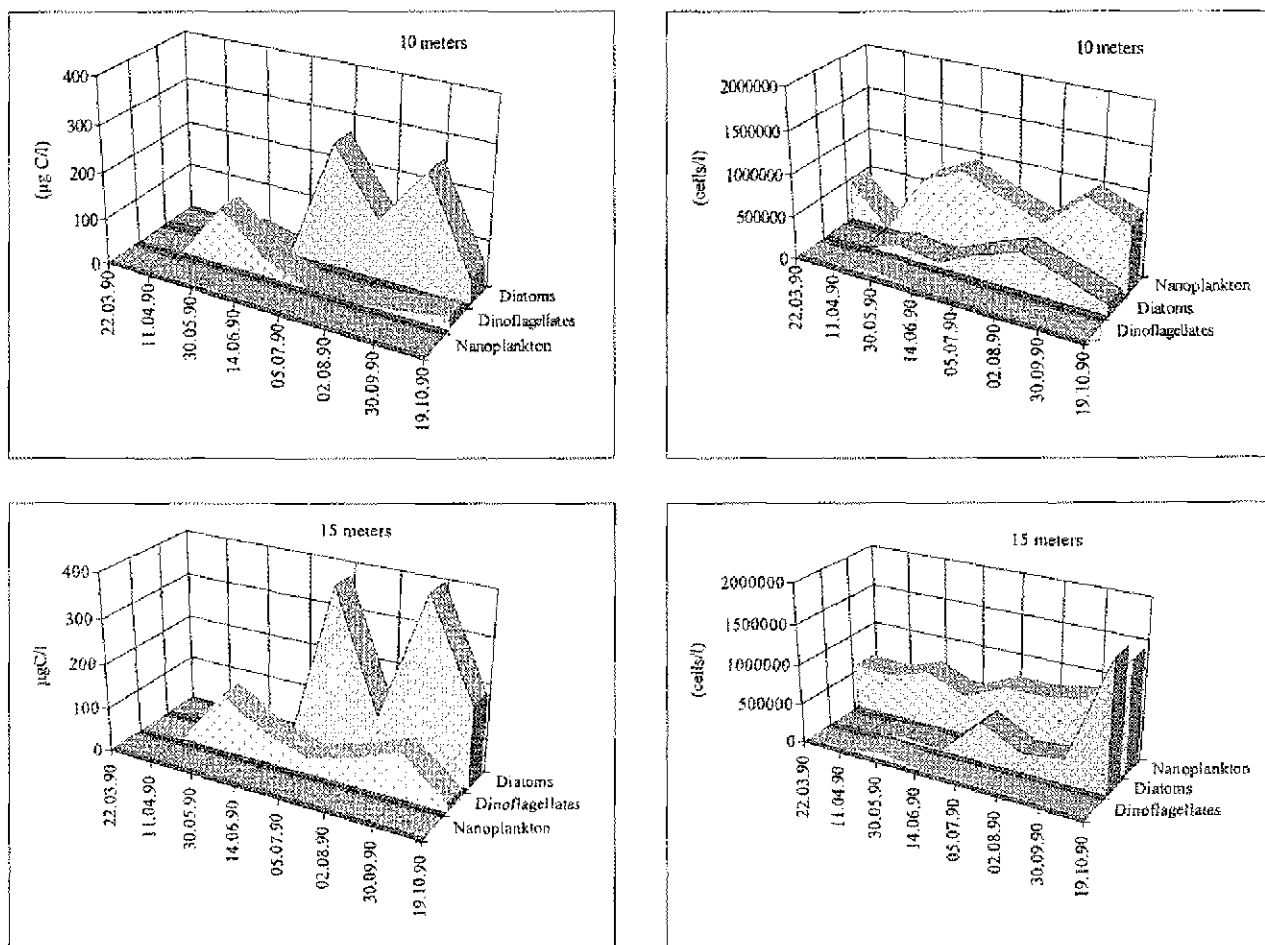 10 meters
(µg C/l)
400
300
200
100
0
22.03.90
11.04.90
30.05.90
14.06.90
05.07.90
02.08.90
30.09.90
19.10.90
Diatoms
Dinoflagellates
Nanoplankton
10 meters
(cells/l)
2000000
1500000
1000000
500000
0
22.03.90
11.04.90
30.05.90
14.06.90
05.07.90
02.08.90
30.09.90
19.10.90
Nanoplankton
Diatoms
Dinoflagellates
15 meters
µgC/l
400
300
200
100
0
22.03.90
11.04.90
30.05.90
14.06.90
05.07.90
02.08.90
30.09.90
19.10.90
Diatoms
Dinoflagellates
Nanoplankton
15 meters
(cells/l)
2000000
1500000
1000000
500000
0
22.03.90
11.04.90
30.05.90
14.06.90
05.07.90
02.08.90
30.09.90
19.10.90
Nanoplankton
Diatoms
Dinoflagellates